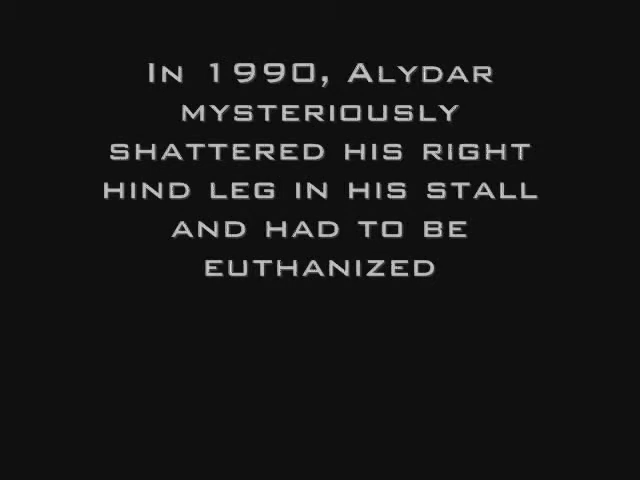 In 1990, Alydar
mysteriously
shattered his right
hind leg in his stall
and had to be
euthanized